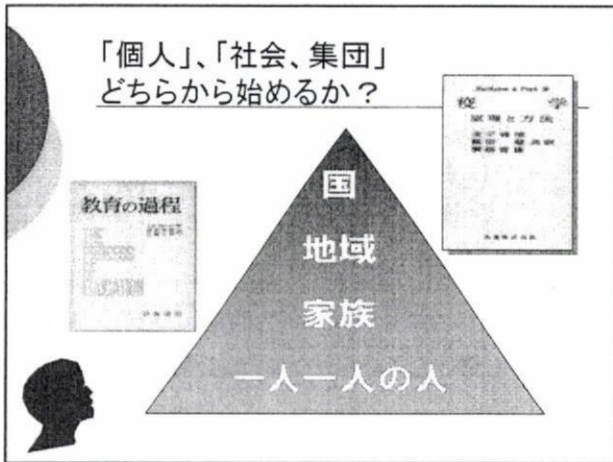 「個人」、「社会、集団」
どちらから始めるか？
疫 学
原理と方法
教育の過程
国
地域
家族
一人一人の人